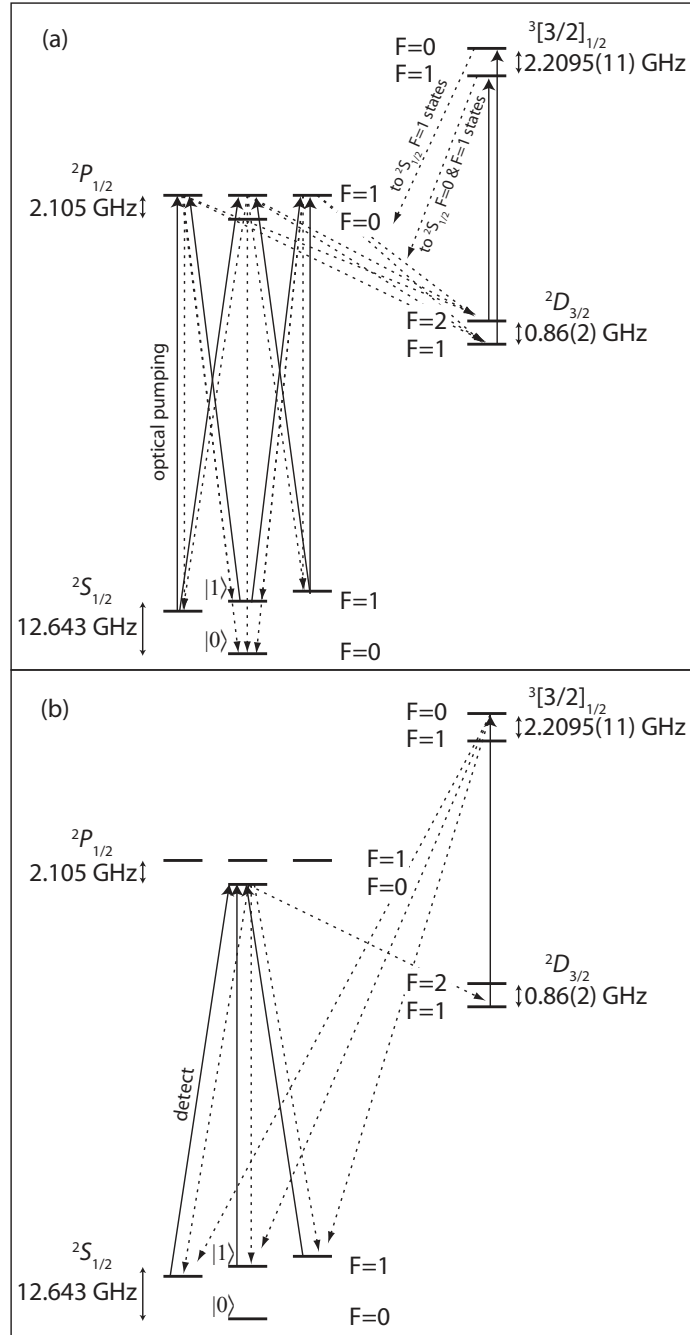 (a)
F=0
³[3/2]₁/₂
F=1
2.2095(11) GHz
to ²S₁/₂ F=1 states
to ²S₁/₂ F=0 & F=1 states
²P₁/₂
2.105 GHz
F=1
F=0
²D₃/₂
F=2
0.86(2) GHz
F=1
optical pumping
²S₁/₂
12.643 GHz
|1⟩
F=1
|0⟩
F=0
(b)
F=0
³[3/2]₁/₂
F=1
2.2095(11) GHz
²P₁/₂
2.105 GHz
F=1
F=0
²D₃/₂
F=2
0.86(2) GHz
F=1
detect
²S₁/₂
12.643 GHz
|1⟩
F=1
|0⟩
F=0